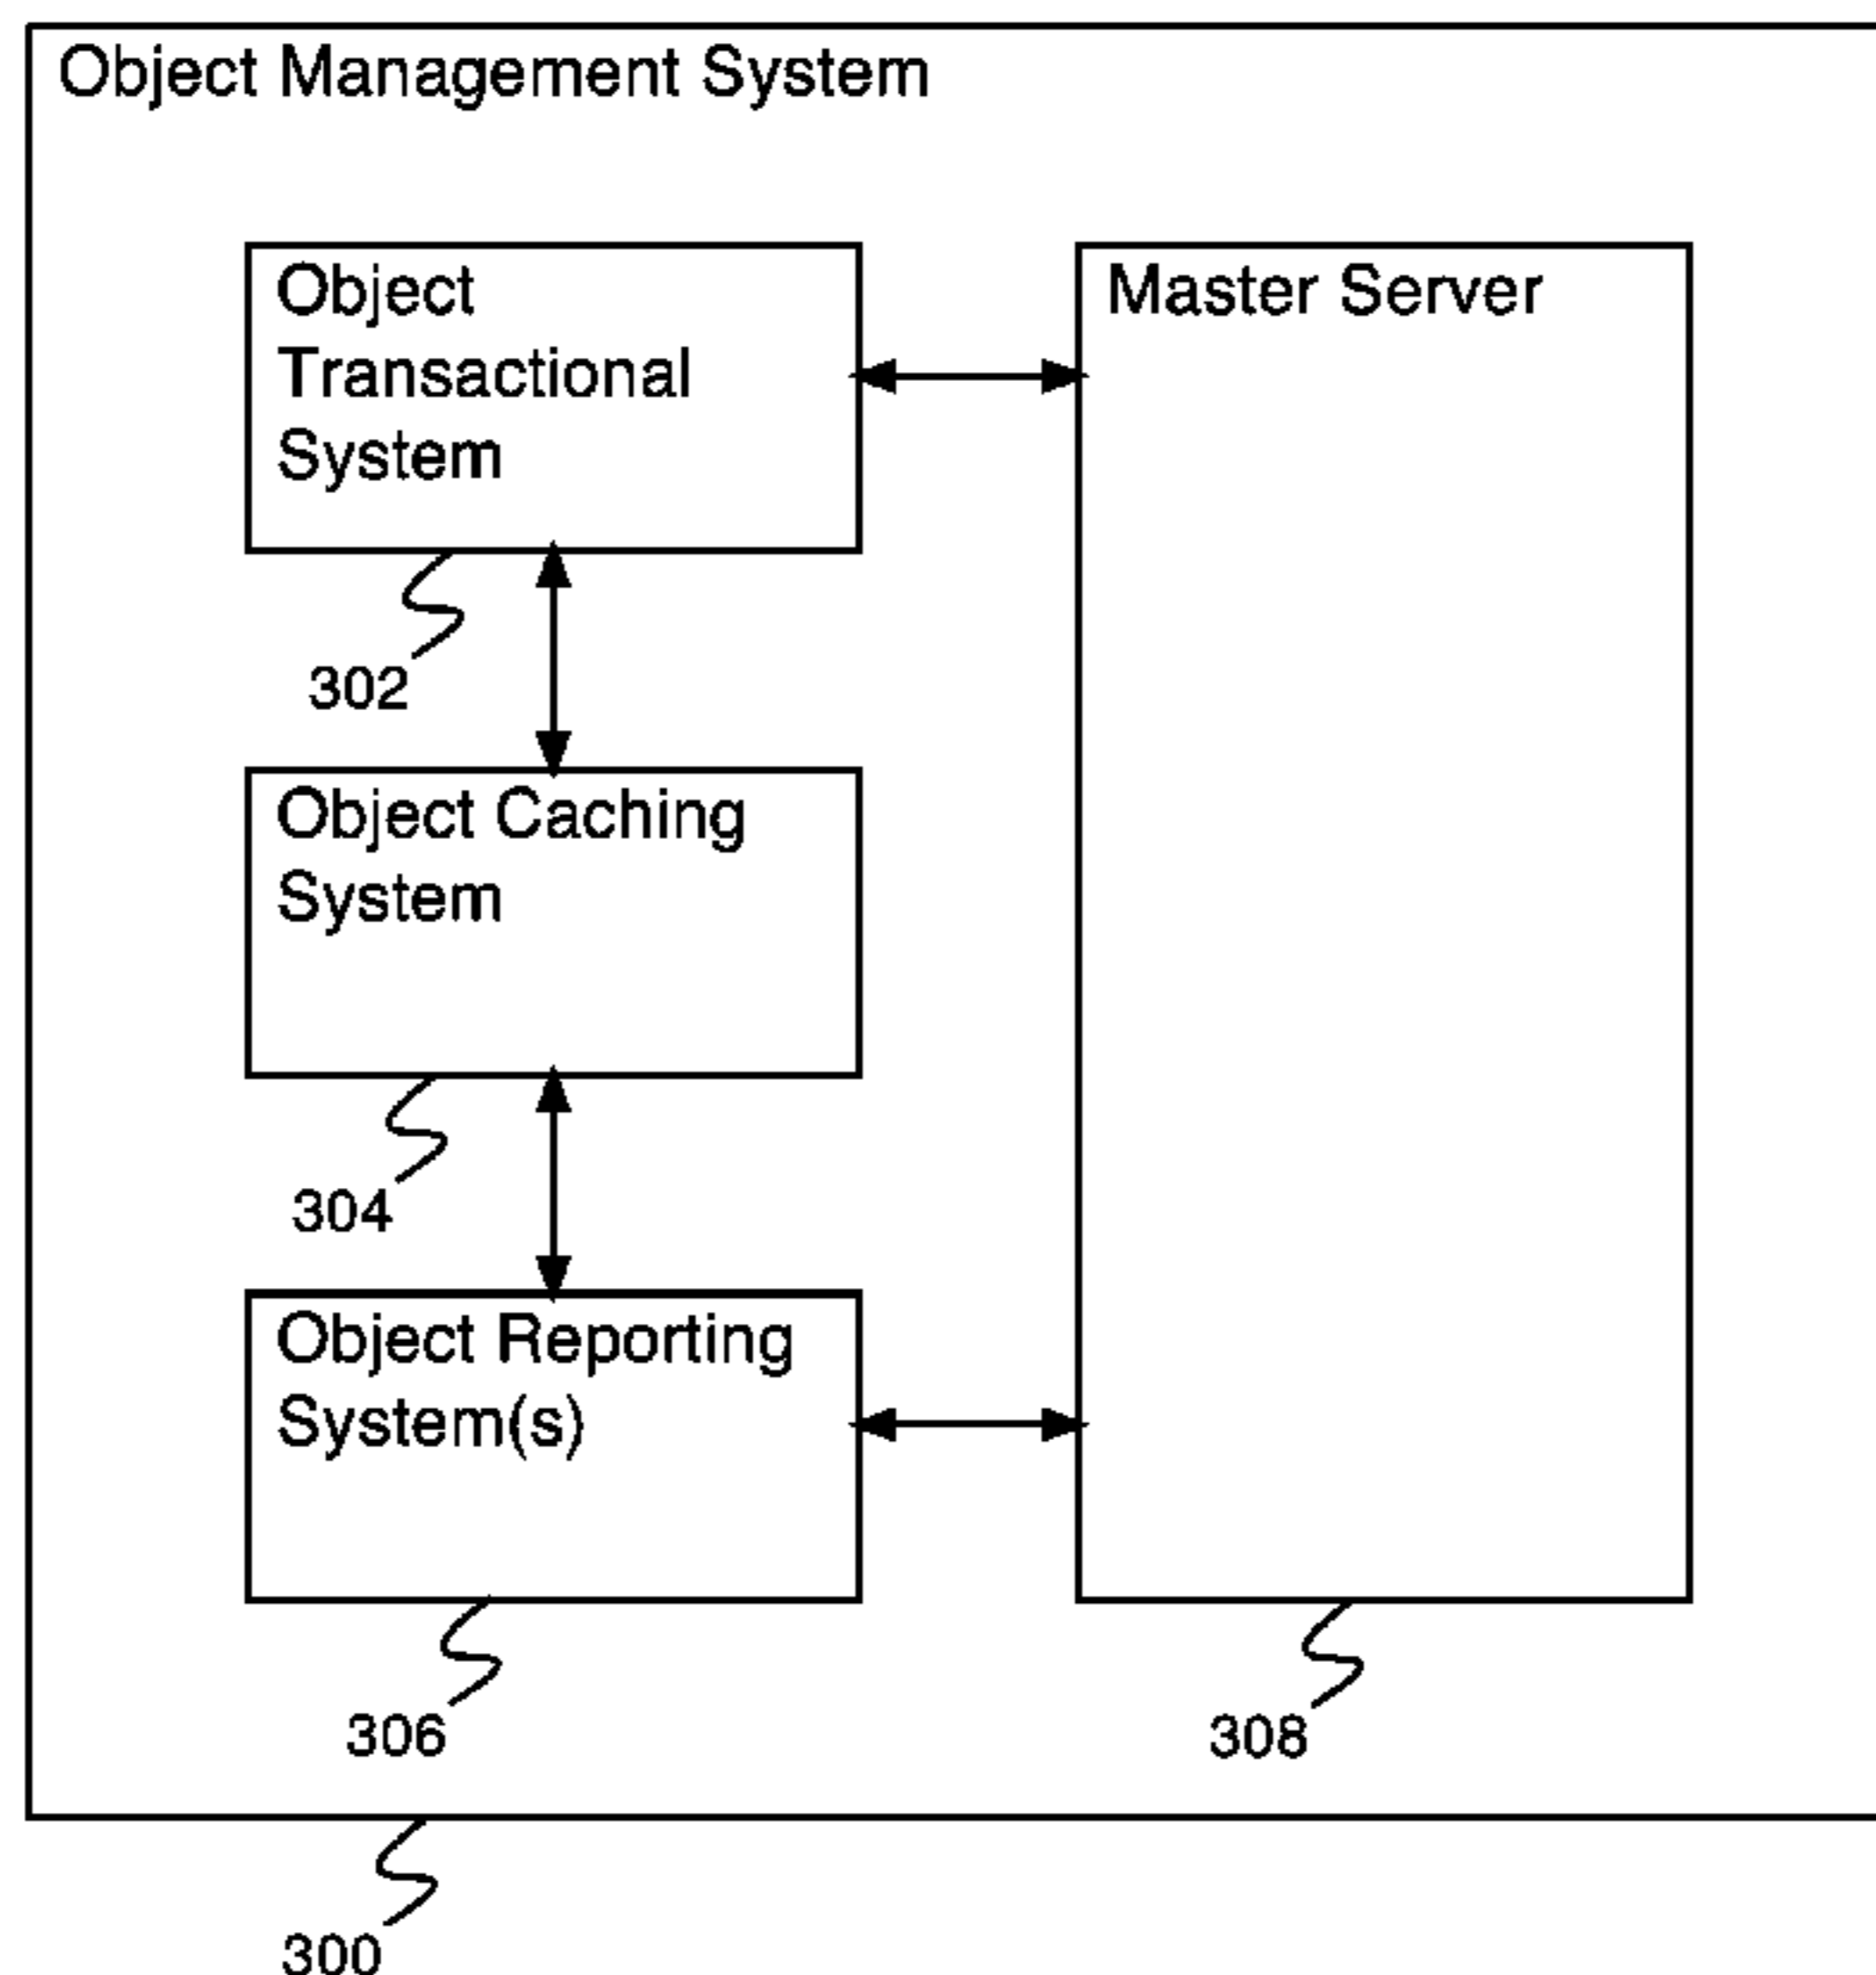 Object Management System
Object
Transactional
System
Master Server
302
Object Caching
System
304
Object Reporting
System(s)
306
308
300